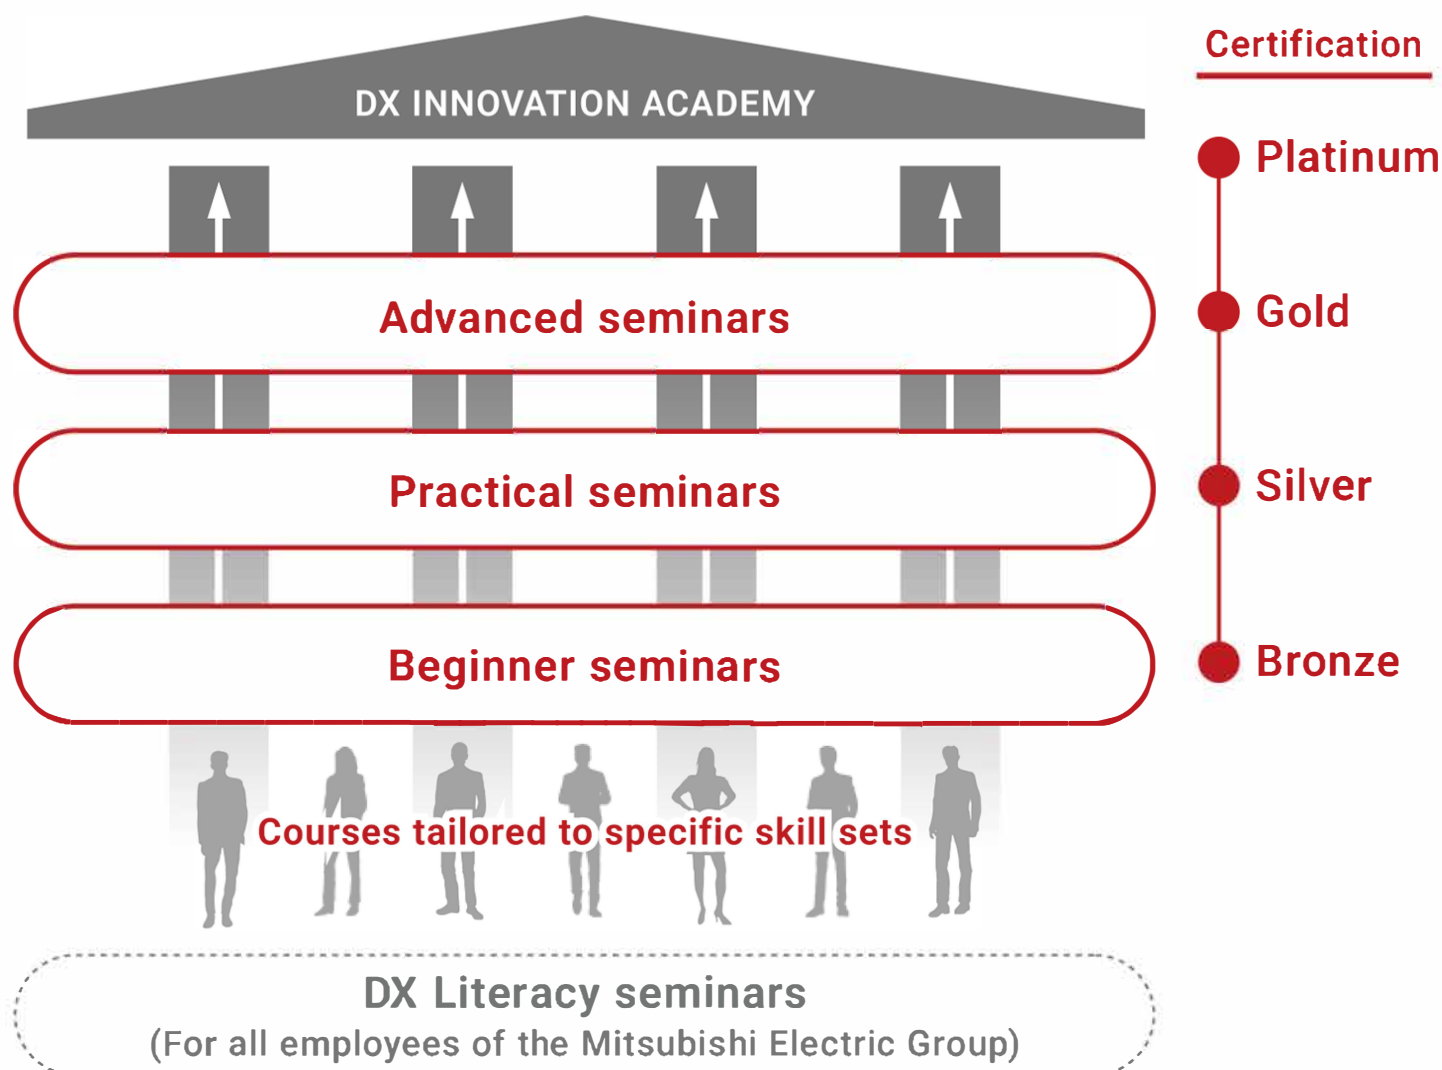 Certification
DX INNOVATION ACADEMY
Platinum
Advanced seminars
Gold
Practical seminars
Silver
Beginner seminars
Bronze
Courses tailored to specific skill sets
DX Literacy seminars
(For all employees of the Mitsubishi Electric Group)